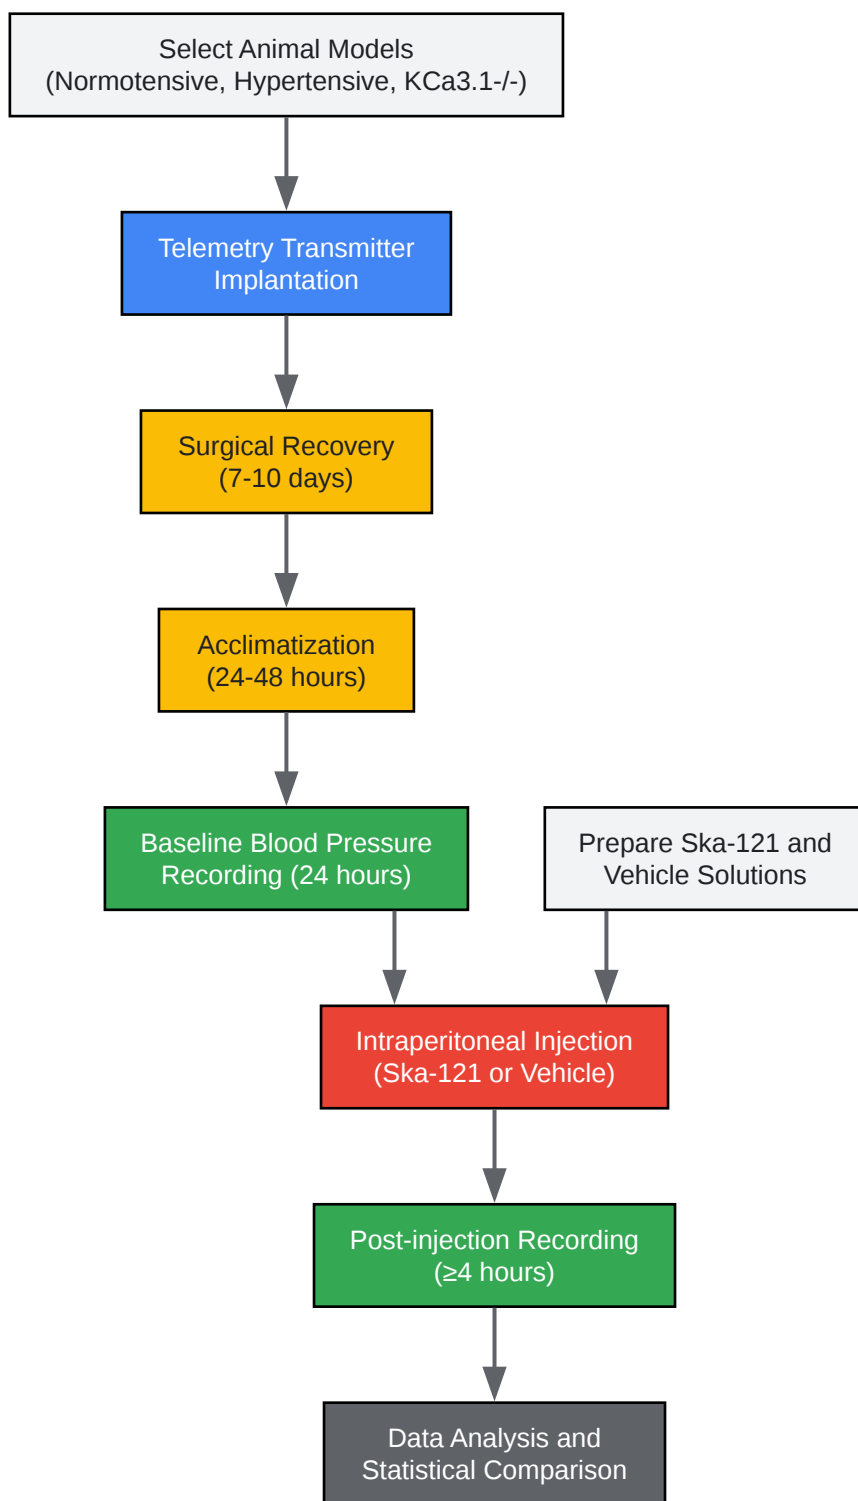 Select Animal Models
(Normotensive, Hypertensive, KCa3.1-/-)
Telemetry Transmitter
Implantation
Surgical Recovery
(7-10 days)
Acclimatization
(24-48 hours)
Baseline Blood Pressure
Recording (24 hours)
Prepare Ska-121 and
Vehicle Solutions
Intraperitoneal Injection
(Ska-121 or Vehicle)
Post-injection Recording
(≥4 hours)
Data Analysis and
Statistical Comparison